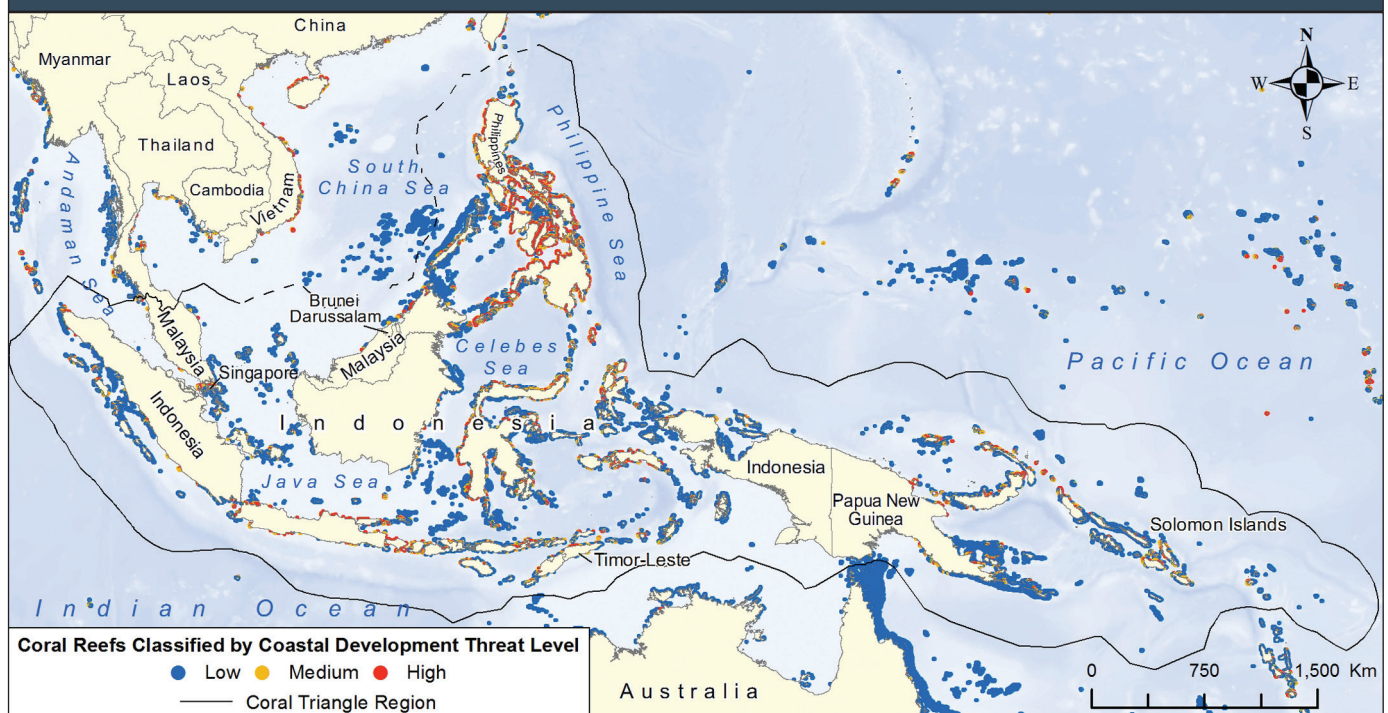 China
Myanmar
Laos
Thailand
Cambodia
Vietnam
Andaman
Sea
South
China Sea
Philippines
Philippine Sea
N
W
E
S
Brunei
Darussalam
Malaysia
Malaysia
Singapore
Celebes
Sea
Pacific Ocean
Indonesia
Indonesia
Indonesia
Java Sea
Papua New
Guinea
Solomon Islands
Timor-Leste
Indian Ocean
Australia
Coral Reefs Classified by Coastal Development Threat Level
Low Medium High
Coral Triangle Region
0 750 1,500 Km